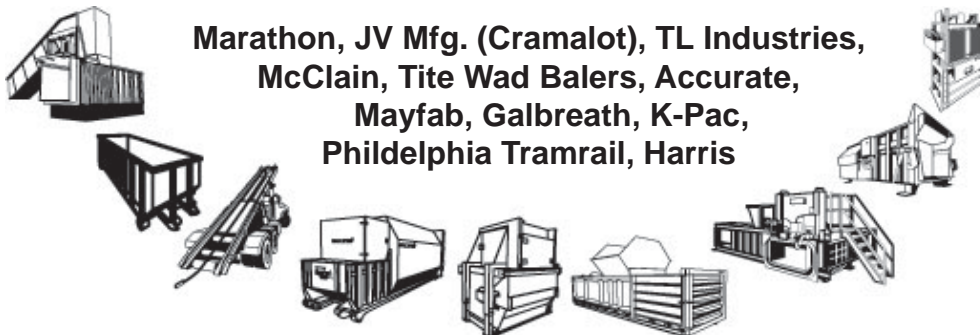 Marathon, JV Mfg. (Cramalot), TL Industries,
McClain, Tite Wad Balers, Accurate,
Mayfab, Galbreath, K-Pac,
Phildelphia Tramrail, Harris